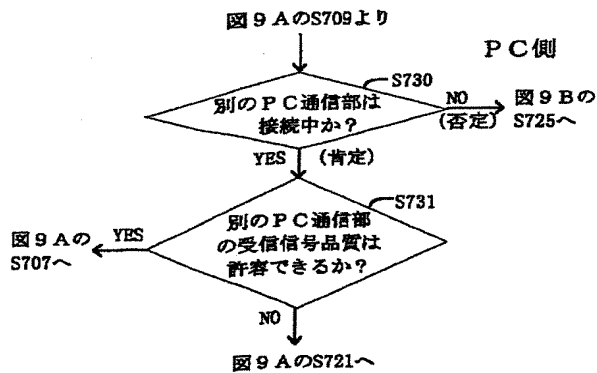 図9AのS709より
PC側
S730
別のPC通信部は
接続中か?
NO
(否定)
図9Bの
S725へ
YES (肯定)
S731
別のPC通信部
の受信信号品質は
許容できるか?
YES
図9Aの
S707へ
NO
図9AのS721へ